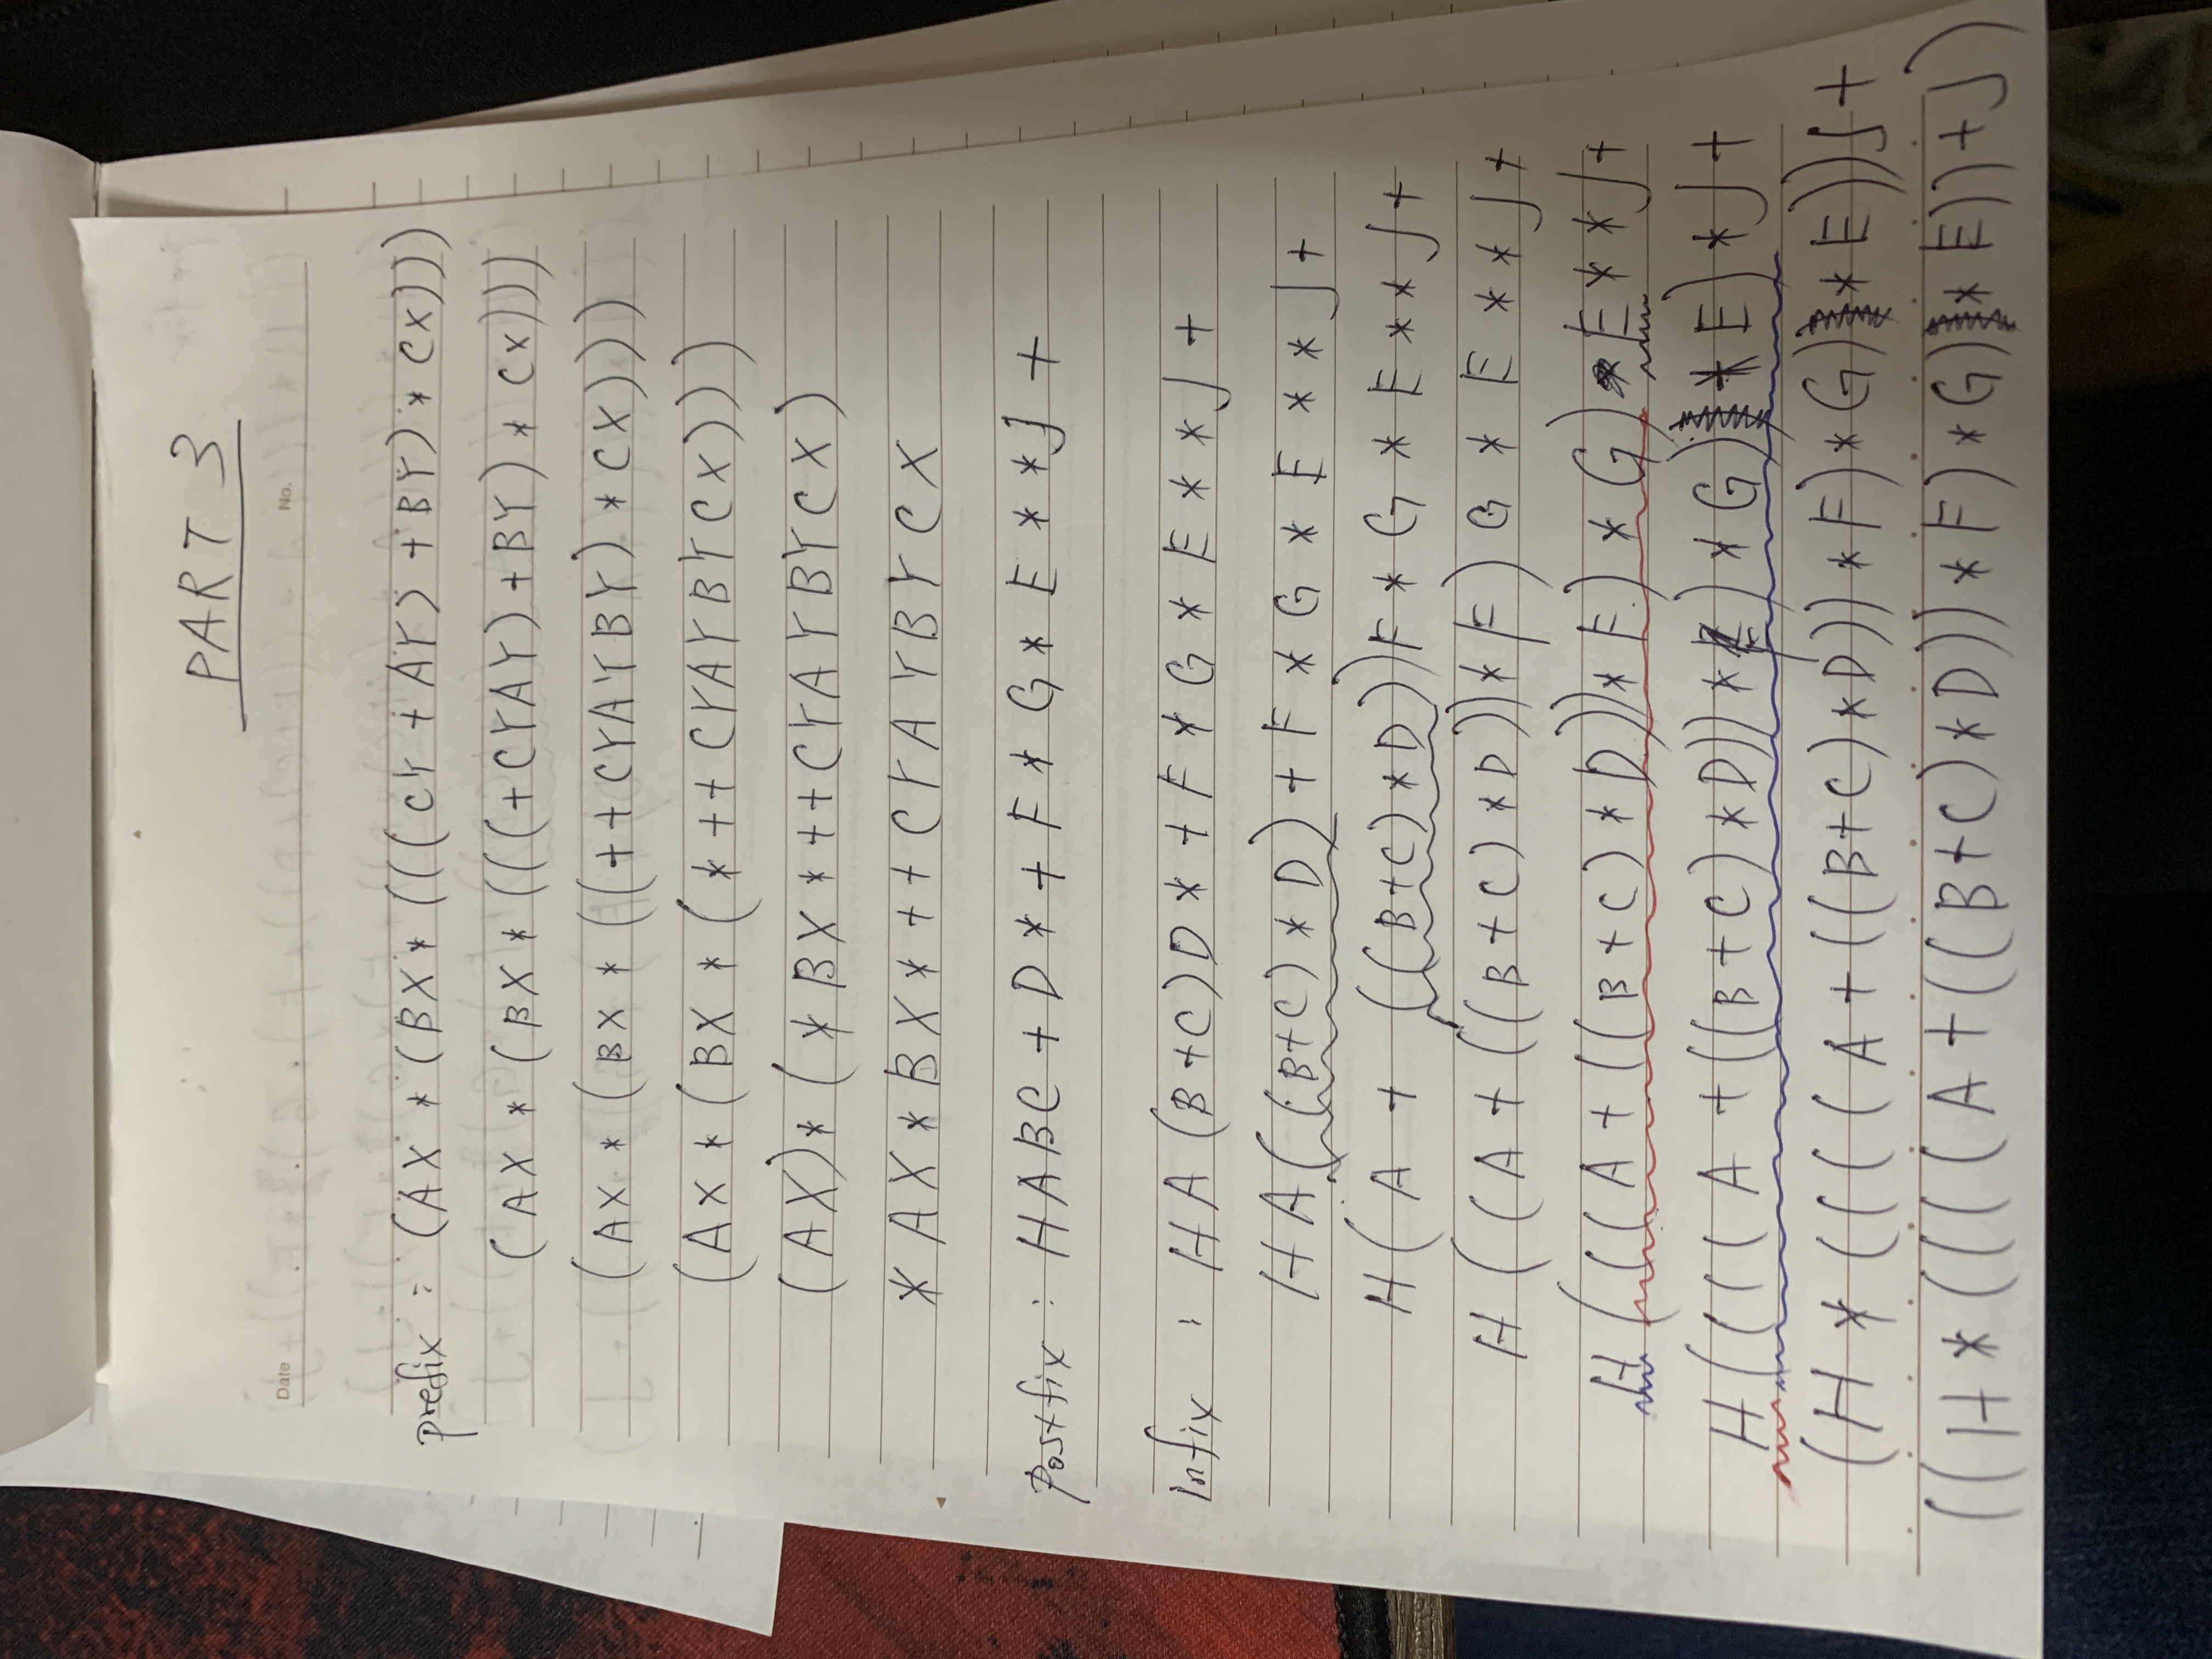 PART 3
Date . . . No.
prefix : (AX * (BX * (((CY + AY) + BY) * CX)))
(AX * (BX * (((+CYAY) + BY) * CX)))
(AX * (BX * ((++CYAYBY) * CX)))
(AX * (BX * (*++CYAYBYCX)))
(AX)* (*BX*++CYAYBYCX)
*AX*BX*++CYAYBYCX
Postfix : HABC+D*+F*G*E**J+
Infix : HA(B+C)D*+F*G*E**J+
HA((B+C)*D)+F*G*E**J+
H(A+((B+C)*D))F*G*E**J+
H((A+((B+C)*D))*F)G*E**J+
H(((A+((B+C)*D))*F)*G)E**J+
H((((A+((B+C)*D))*F)*G)*E)*J+
(H*((((A+((B+C)*D))*F)*G)*E))J+
((H*((((A+((B+C)*D))*F)*G)*E))+J)